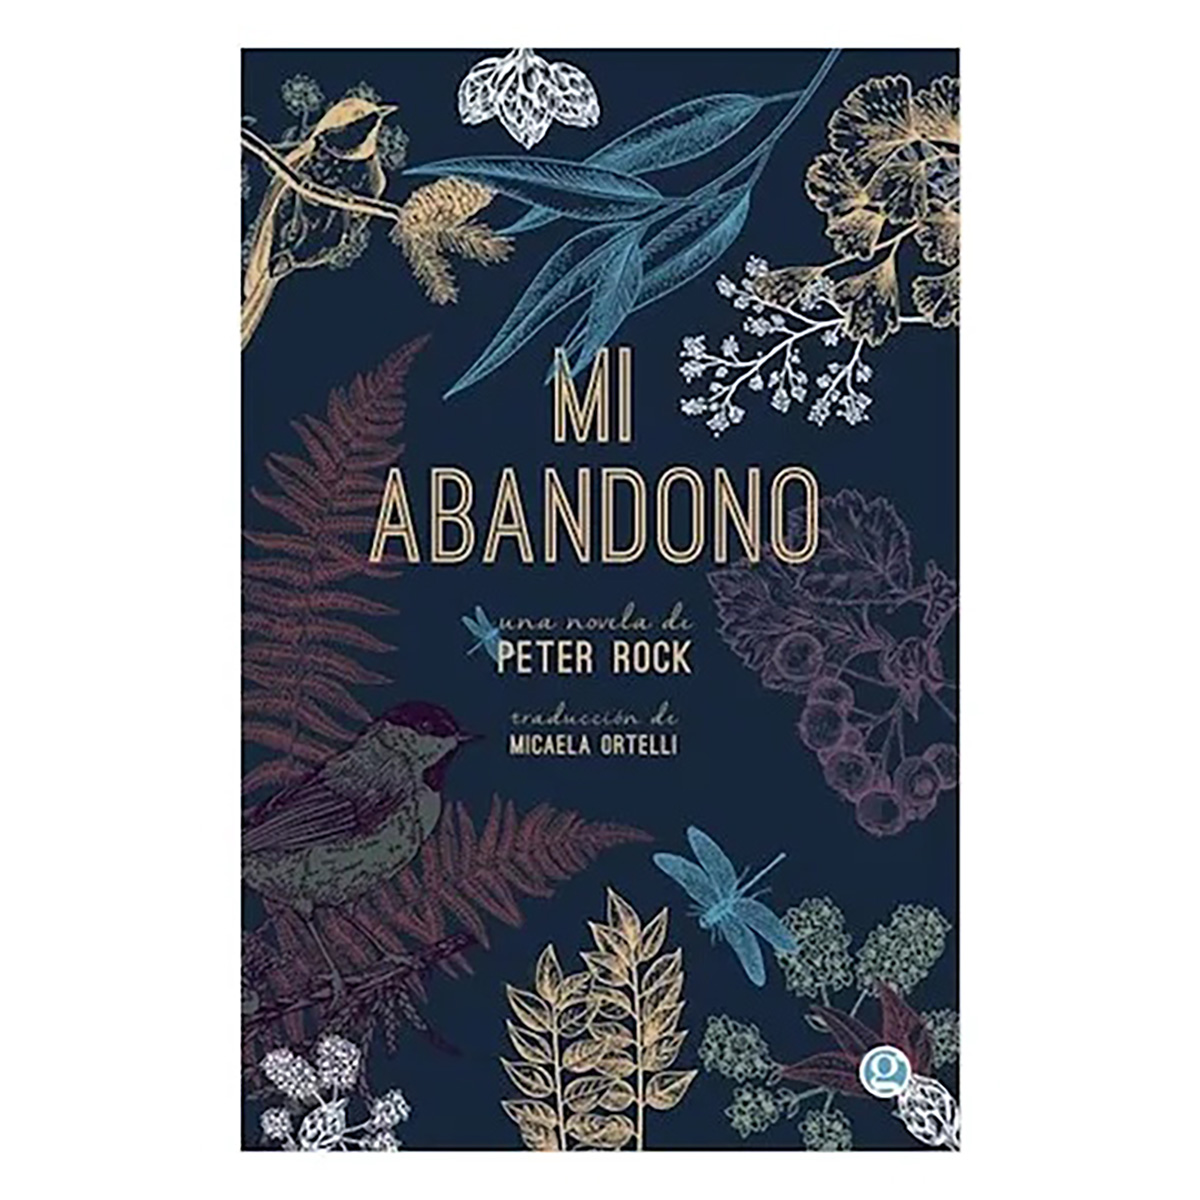 MI
ABANDONO
una novela de
PETER ROCK
traducción de
MICAELA ORTELLI
g